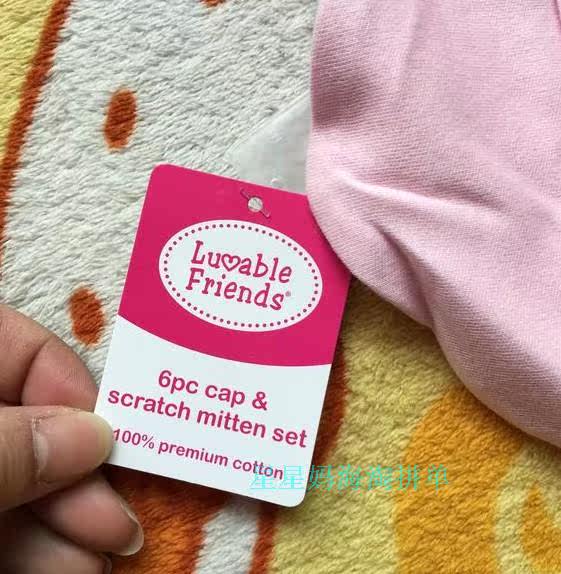 Luvable
Friends®
6pc cap &
scratch mitten set
100% premium cotton
星星妈海淘拼单